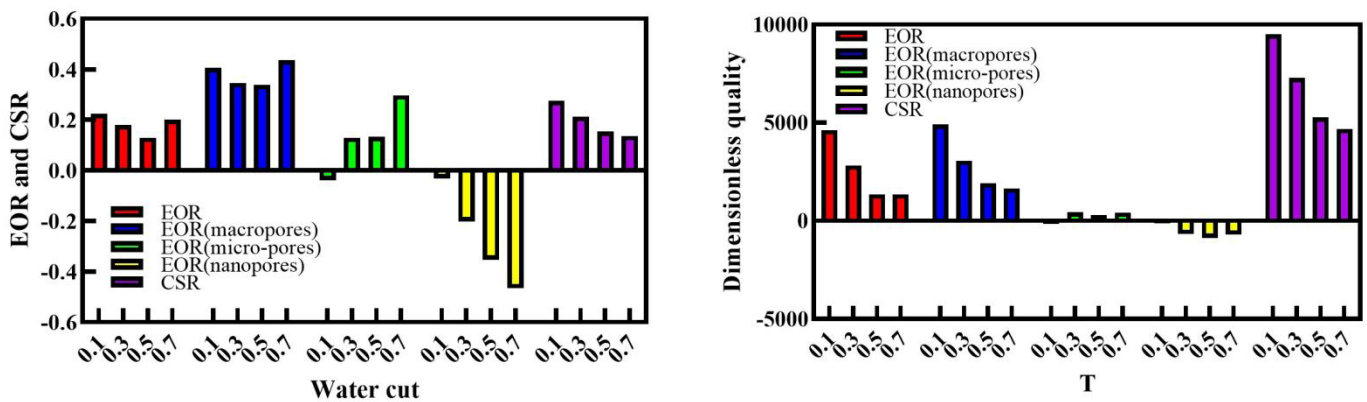 EOR and CSR
0.6
0.4
0.2
0.0
-0.2
-0.4
-0.6
EOR
EOR(macropores)
EOR(micro-pores)
EOR(nanopores)
CSR
0.1 0.3 0.5 0.7 0.1 0.3 0.5 0.7 0.1 0.3 0.5 0.7 0.1 0.3 0.5 0.7 0.1 0.3 0.5 0.7
Water cut
Dimensionless quality
10000
5000
0
-5000
EOR
EOR(macropores)
EOR(micro-pores)
EOR(nanopores)
CSR
0.1 0.3 0.5 0.7 0.1 0.3 0.5 0.7 0.1 0.3 0.5 0.7 0.1 0.3 0.5 0.7 0.1 0.3 0.5 0.7
T